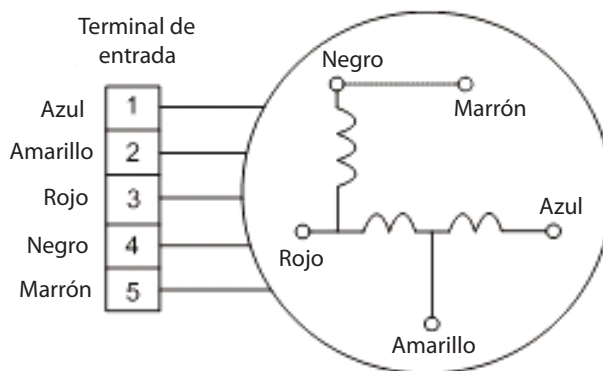 Terminal de
entrada
Azul 1
Amarillo 2
Rojo 3
Negro 4
Marrón 5
Negro
Marrón
Azul
Rojo
Amarillo